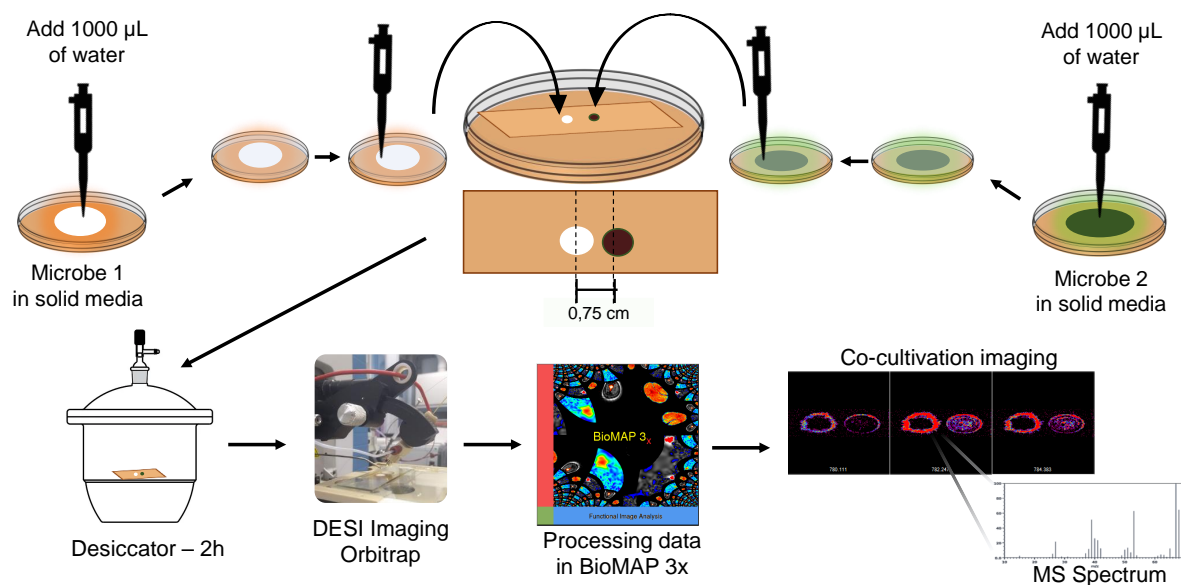 Add 1000 µL
of water
Add 1000 µL
of water
Microbe 1
in solid media
Microbe 2
in solid media
0,75 cm
Co-cultivation imaging
BioMAP 3x
780.111
784.383
Functional Image Analysis
Desiccator – 2h
DESI Imaging
Orbitrap
Processing data
in BioMAP 3x
MS Spectrum